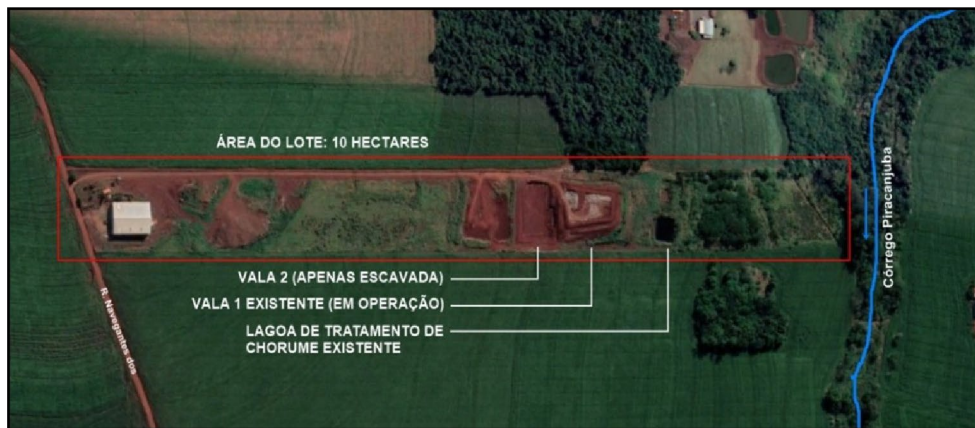 ÁREA DO LOTE: 10 HECTARES
VALA 2 (APENAS ESCAVADA)
VALA 1 EXISTENTE (EM OPERAÇÃO)
LAGOA DE TRATAMENTO DE
CHORUME EXISTENTE
R. Navegantes dos
Córrego Piracanjuba